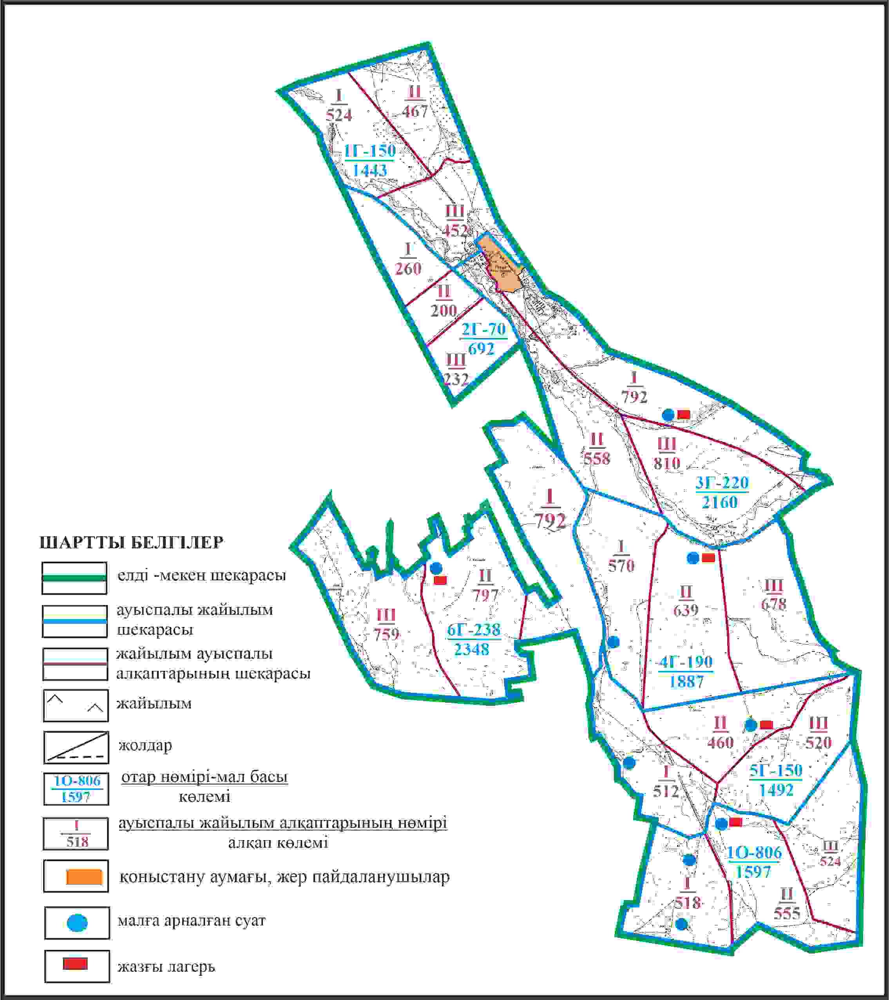 I
524
II
467
1Г-150
1443
III
452
I
260
II
200
2Г-70
692
III
232
I
792
II
558
III
810
3Г-220
2160
I
792
I
570
II
639
III
678
4Г-190
1887
II
797
III
759
6Г-238
2348
II
460
III
520
I
512
5Г-150
1492
1О-806
1597
III
524
I
518
II
555
ШАРТТЫ БЕЛГІЛЕР
елді -мекен шекарасы
ауыспалы жайылым
шекарасы
жайылым ауыспалы
алқаптарының шекарасы
жайылым
жолдар
1О-806
1597
отар нөмірі-мал басы
көлемі
I
518
ауыспалы жайылым алқаптарының нөмірі
алқап көлемі
қоныстану аумағы, жер пайдаланушылар
малға арналған суат
жазғы лагерь